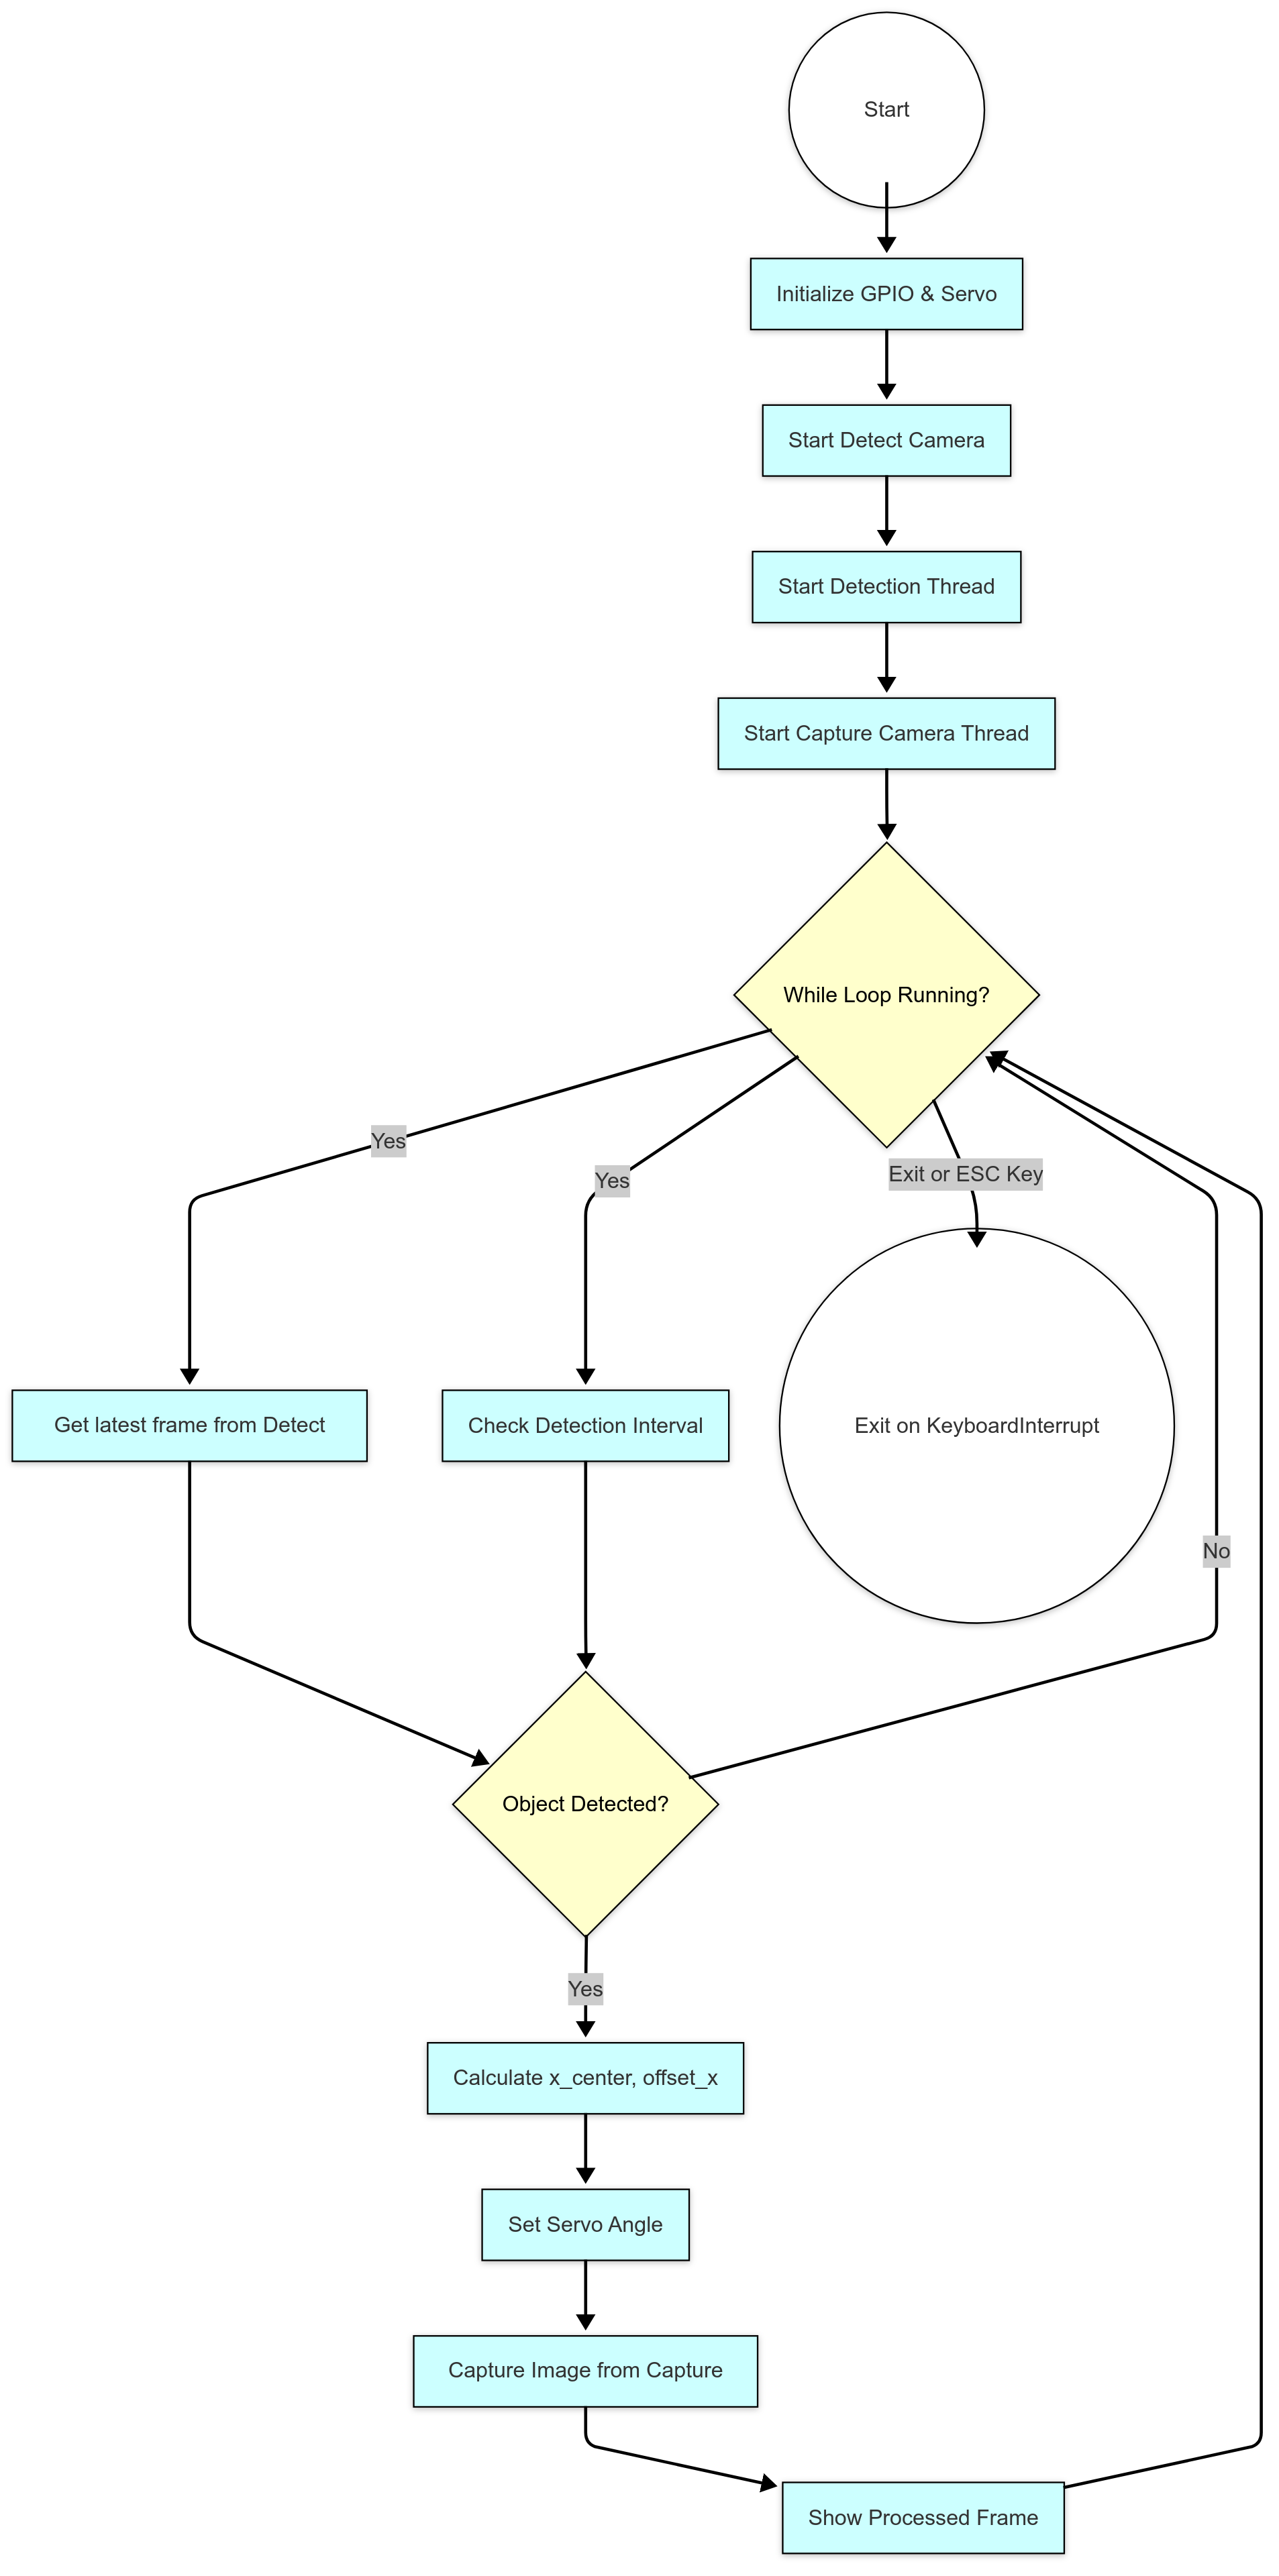 Start
Initialize GPIO & Servo
Start Detect Camera
Start Detection Thread
Start Capture Camera Thread
While Loop Running?
Yes
Yes
Exit or ESC Key
Get latest frame from Detect
Check Detection Interval
Exit on KeyboardInterrupt
No
Object Detected?
Yes
Calculate x_center, offset_x
Set Servo Angle
Capture Image from Capture
Show Processed Frame